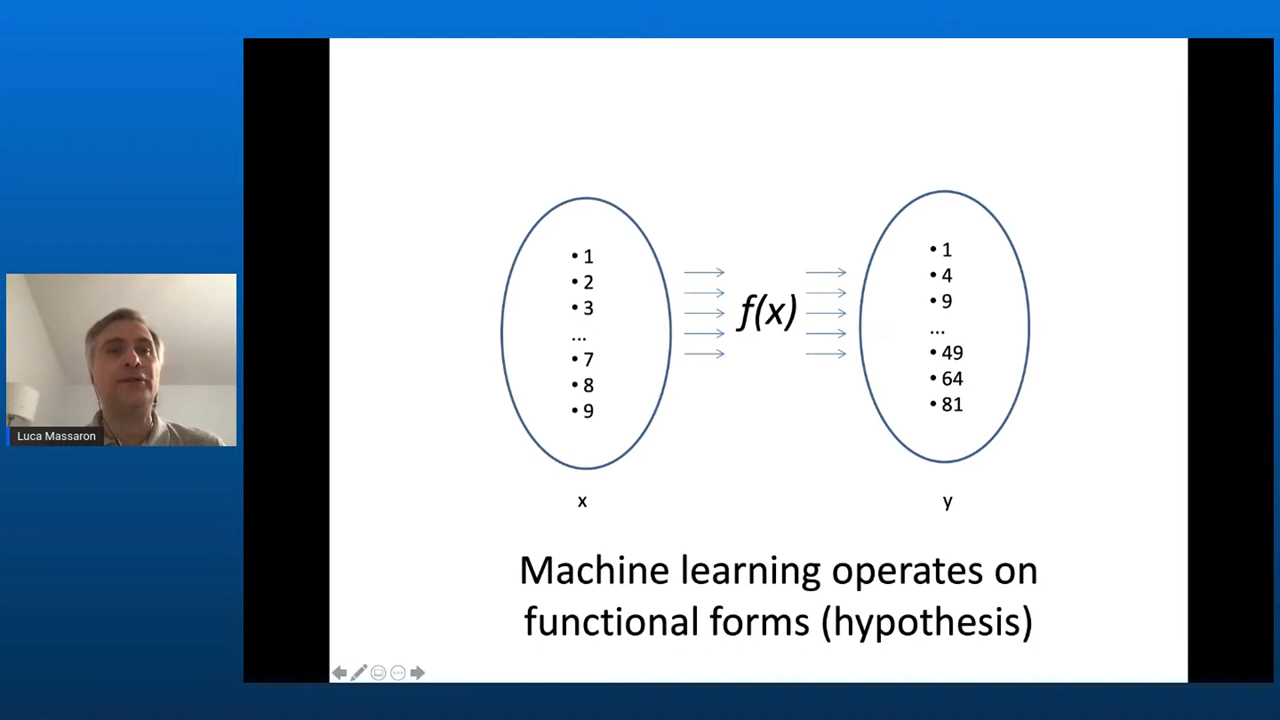 • 1
• 2
• 3
...
• 7
• 8
• 9
x
f(x)
• 1
• 4
• 9
...
• 49
• 64
• 81
y
Machine learning operates on
functional forms (hypothesis)
Luca Massaron